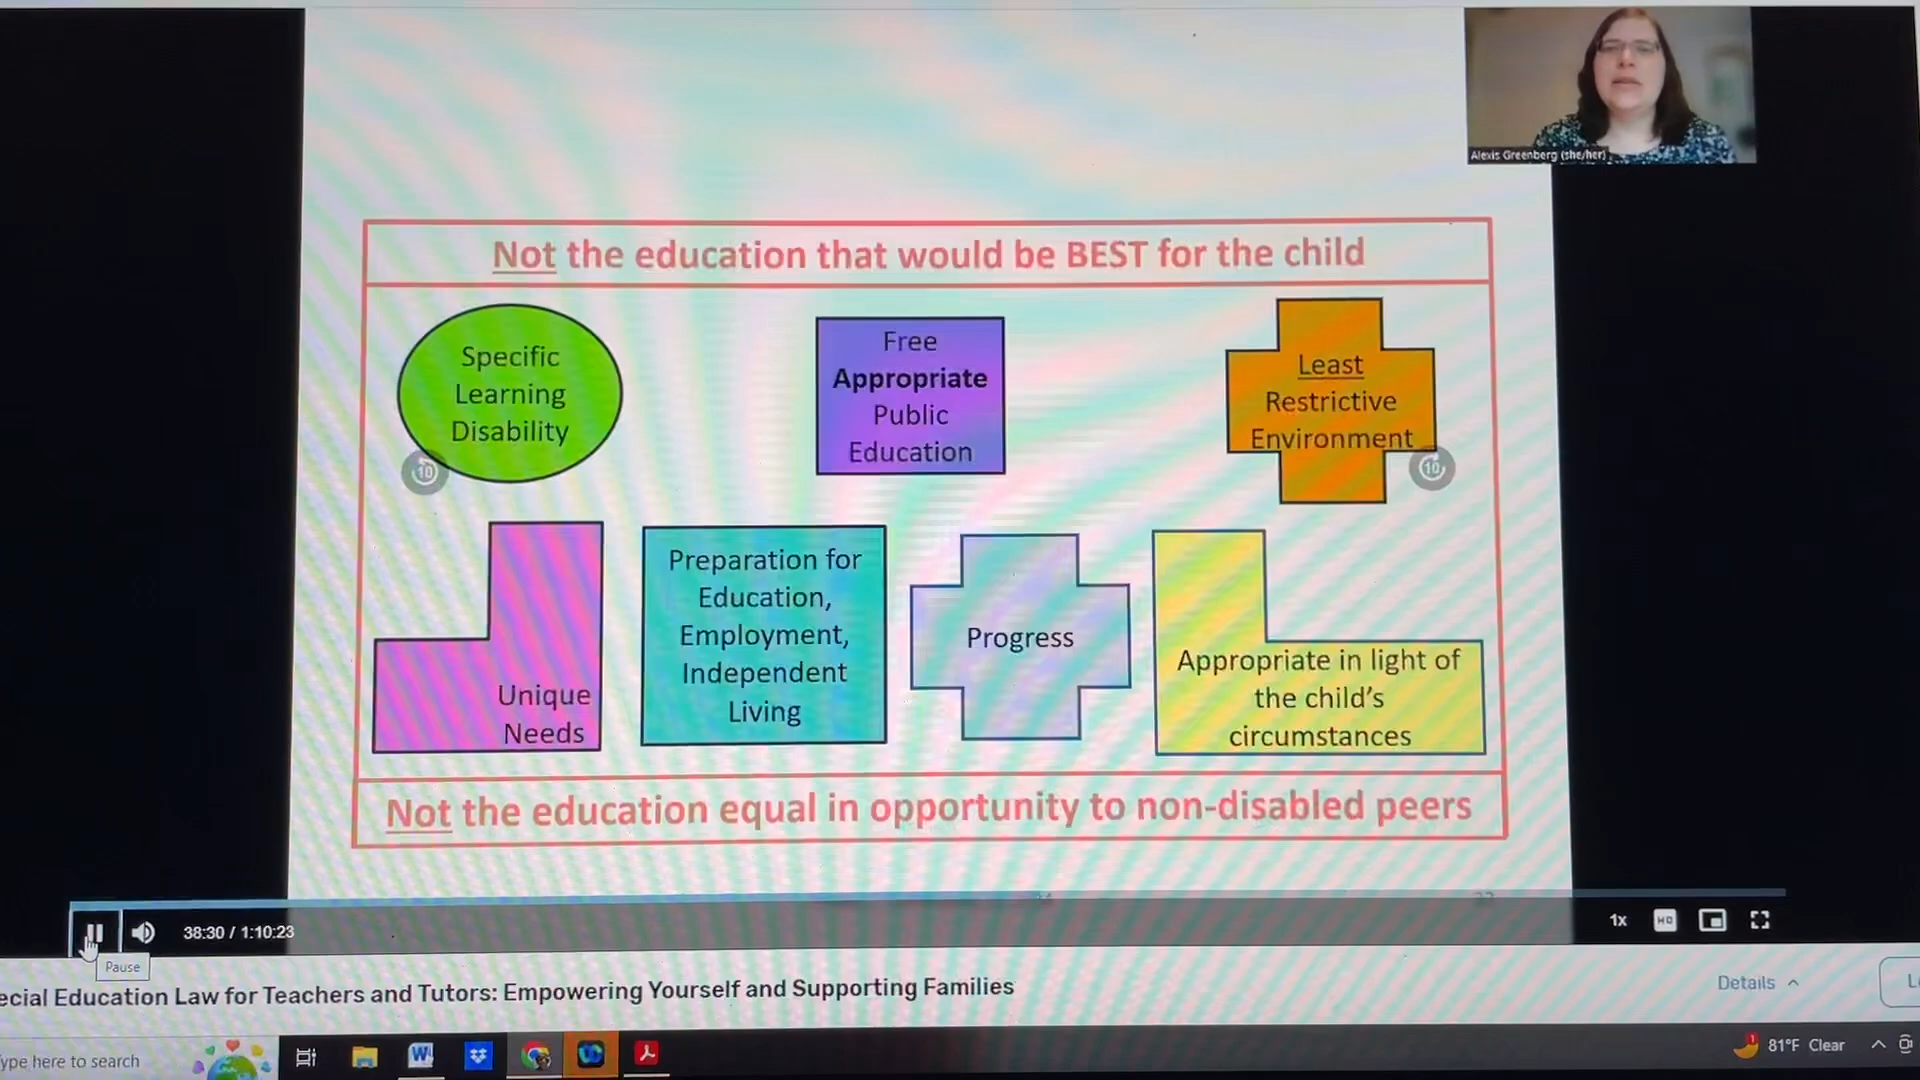 Alexis Greenberg (she/her)
Not the education that would be BEST for the child
Specific
Learning
Disability
Free
Appropriate
Public
Education
Least
Restrictive
Environment
10
10
Unique
Needs
Preparation for
Education,
Employment,
Independent
Living
Progress
Appropriate in light of
the child's
circumstances
Not the education equal in opportunity to non-disabled peers
38:30 / 1:10:23
1x
HD
Pause
ecial Education Law for Teachers and Tutors: Empowering Yourself and Supporting Families
Details
ype here to search
W
1
81°F Clear